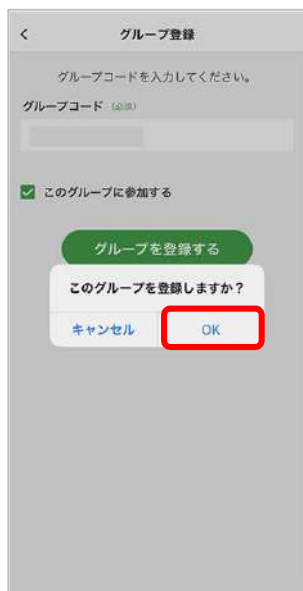 グループ登録
グループコードを入力してください。
グループコード (必須)
このグループに参加する
グループを登録する
このグループを登録しますか？
キャンセル OK